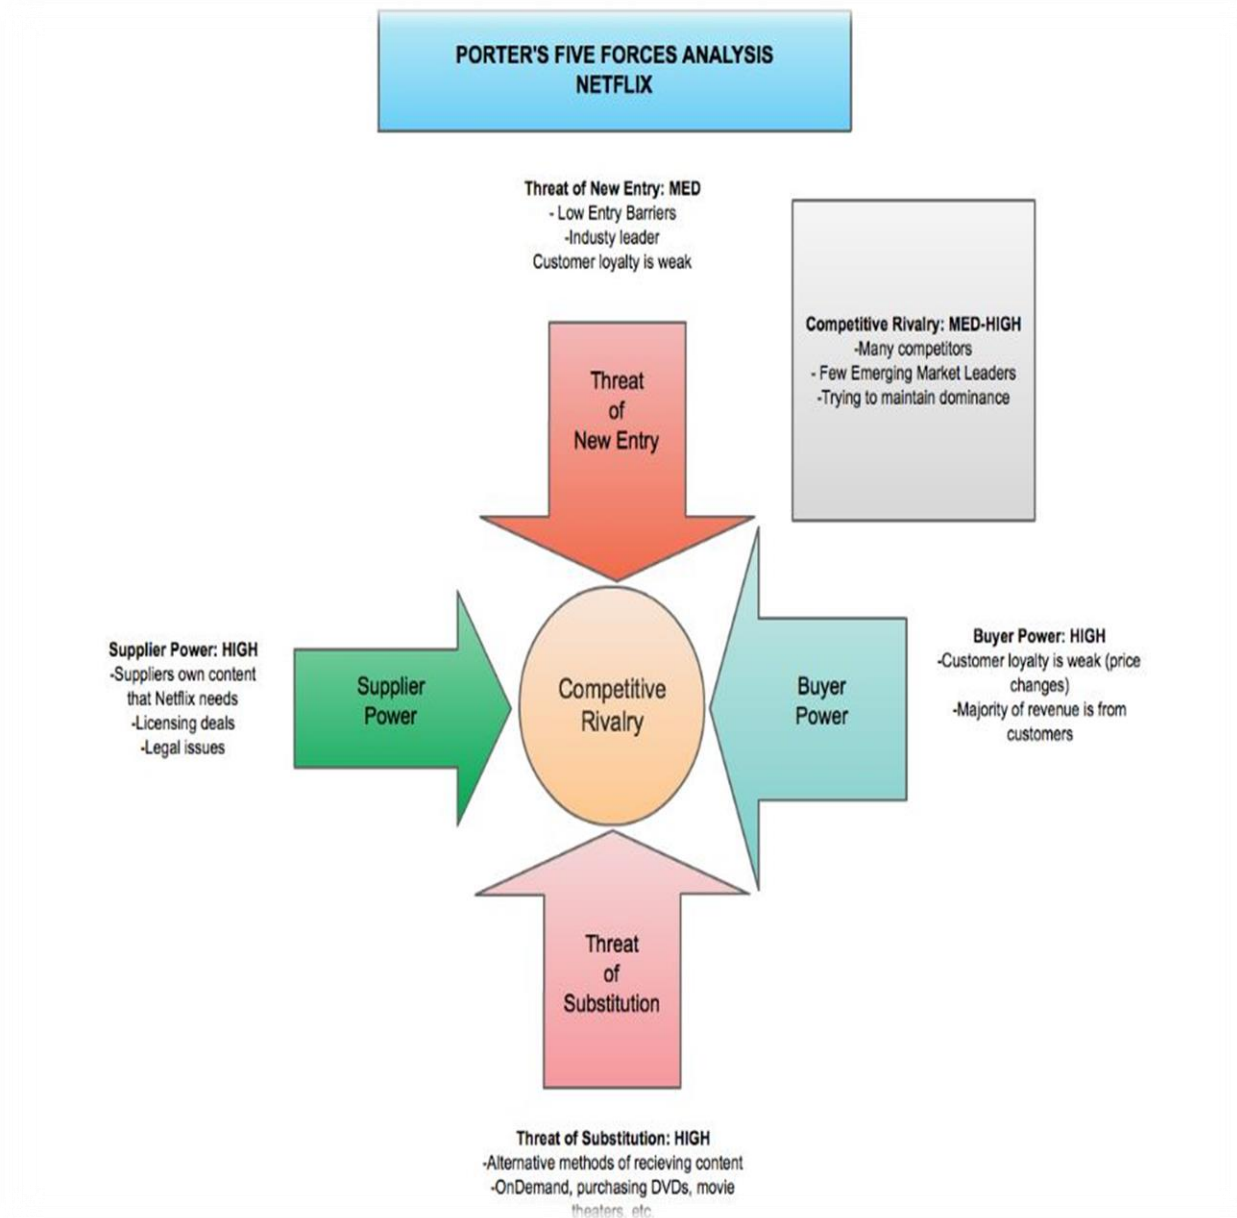 PORTER'S FIVE FORCES ANALYSIS
NETFLIX
Threat of New Entry: MED
- Low Entry Barriers
-Industy leader
Customer loyalty is weak
Competitive Rivalry: MED-HIGH
-Many competitors
- Few Emerging Market Leaders
-Trying to maintain dominance
Threat
of
New Entry
Supplier Power: HIGH
-Suppliers own content
that Netflix needs
-Licensing deals
-Legal issues
Supplier
Power
Competitive
Rivalry
Buyer
Power
Buyer Power: HIGH
-Customer loyalty is weak (price
changes)
-Majority of revenue is from
customers
Threat
of
Substitution
Threat of Substitution: HIGH
-Alternative methods of recieving content
-OnDemand, purchasing DVDs, movie
theaters, etc.